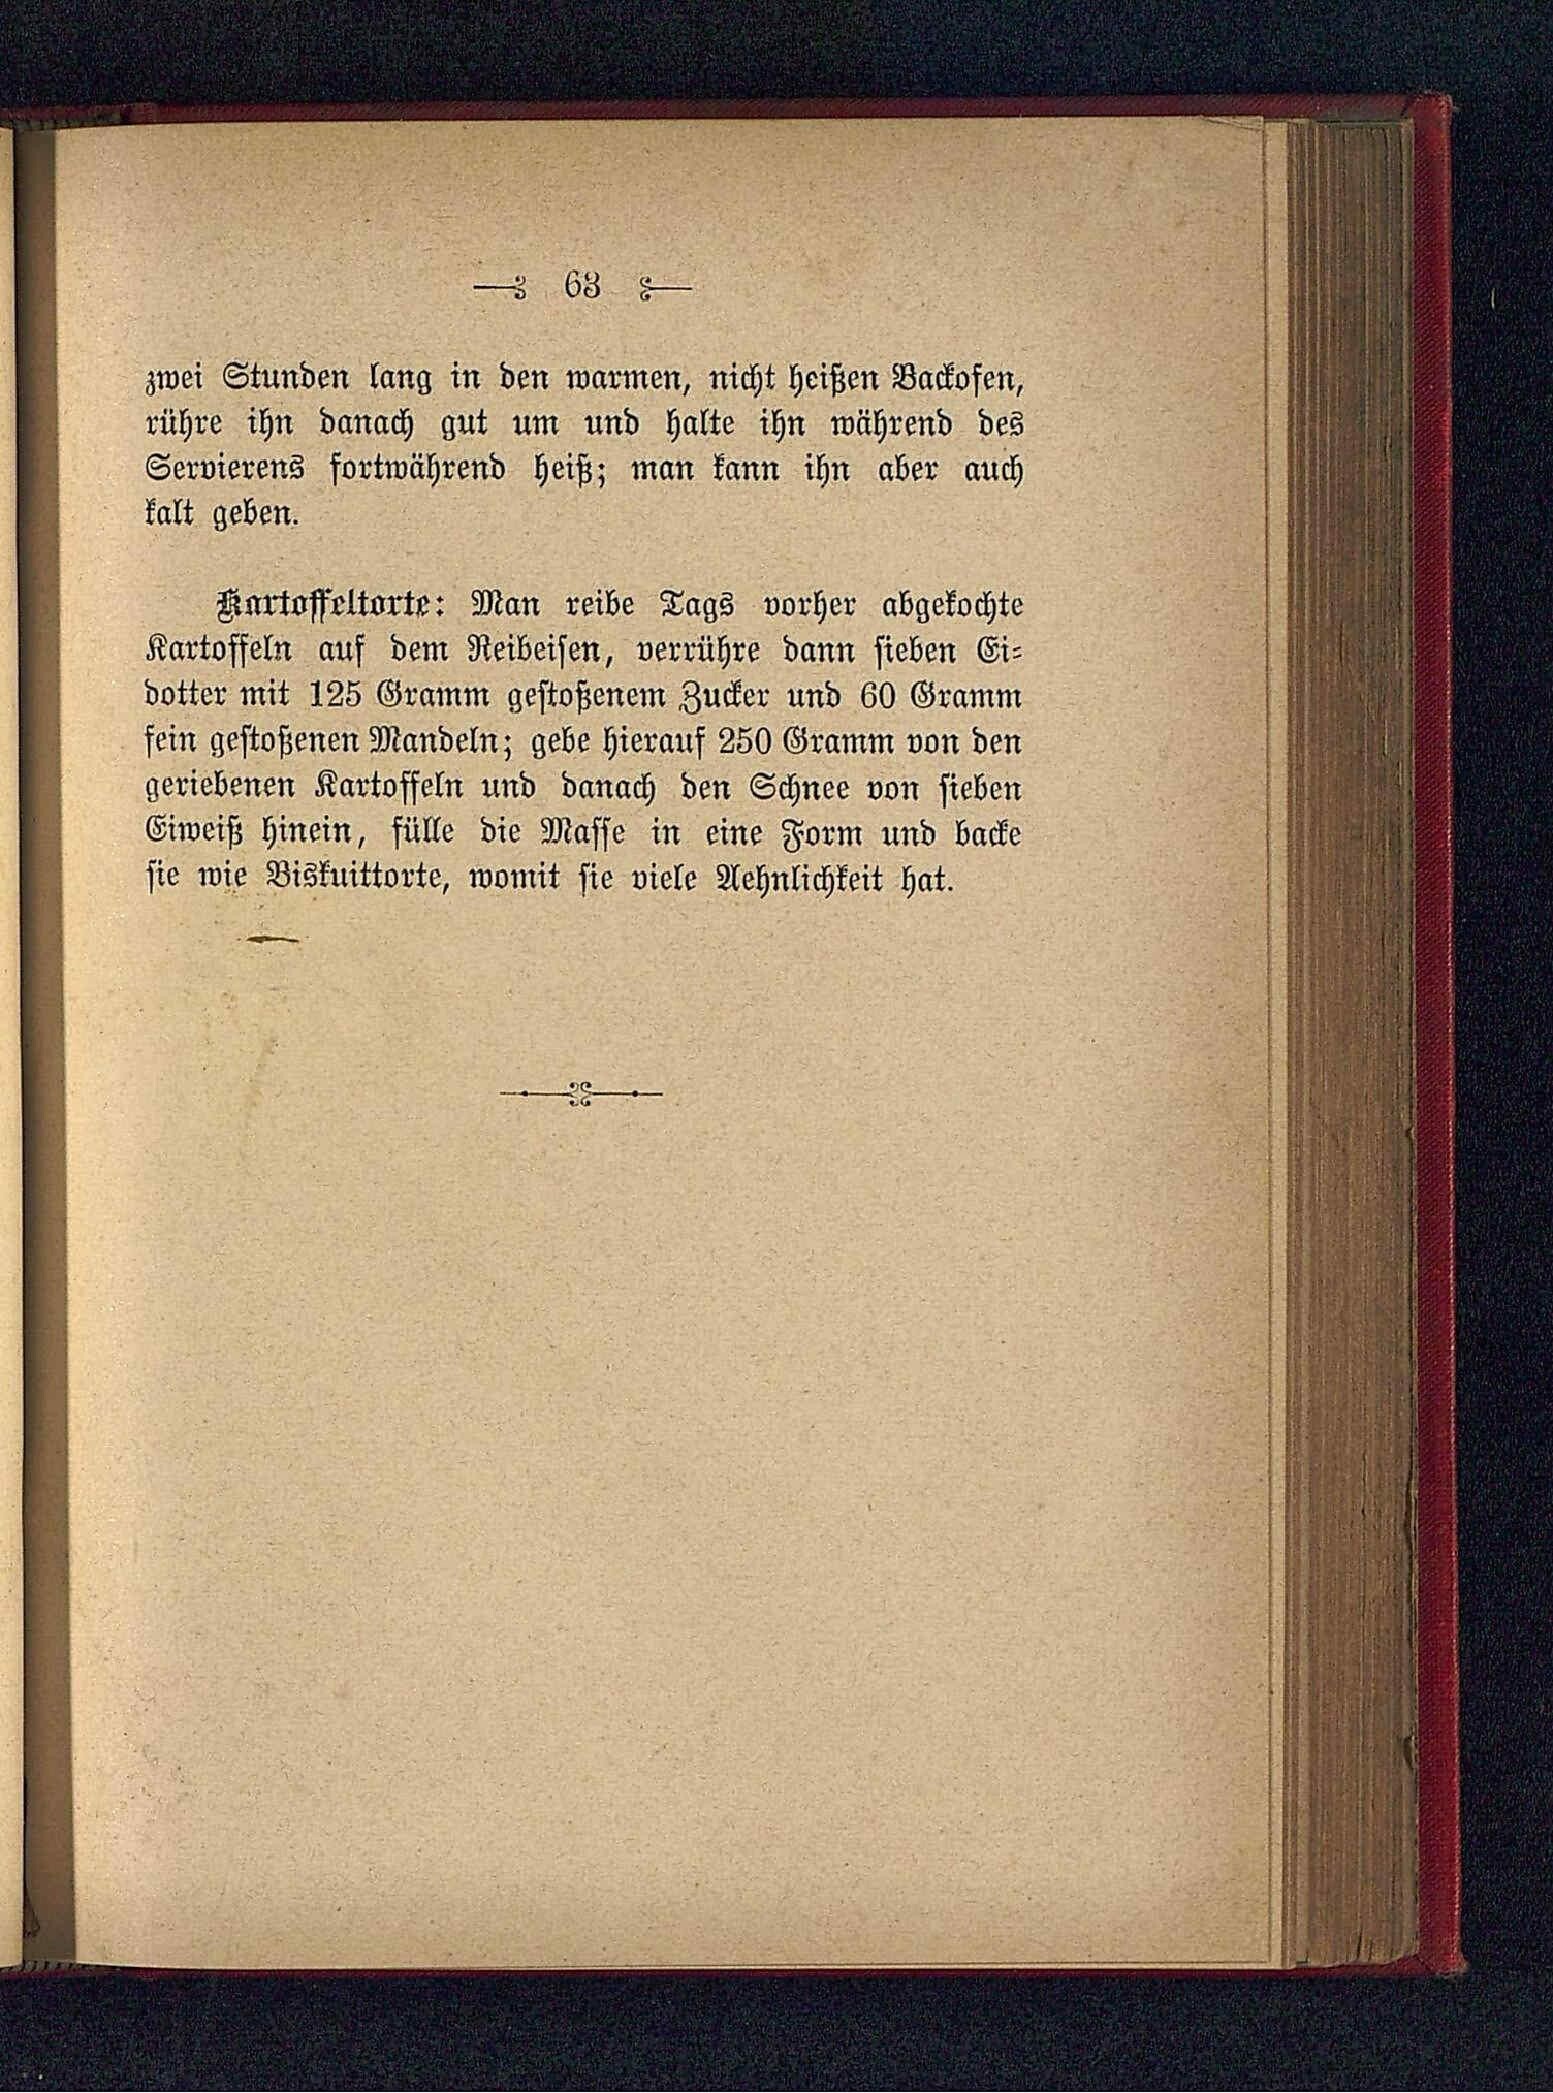 63
zwei Stunden lang in den warmen, nicht heißen Backofen,
rühre ihn danach gut um und halte ihn während des
Servierens fortwährend heiß; man kann ihn aber auch
kalt geben.
Kartoffeltorte: Man reibe Tags vorher abgekochte
Kartoffeln auf dem Reibeisen, verrühre dann sieben Ei-
dotter mit 125 Gramm gestoßenem Zucker und 60 Gramm
fein gestoßenen Mandeln; gebe hierauf 250 Gramm von den
geriebenen Kartoffeln und danach den Schnee von sieben
Eiweiß hinein, fülle die Masse in eine Form und backe
sie wie Biskuittorte, womit sie viele Aehnlichkeit hat.